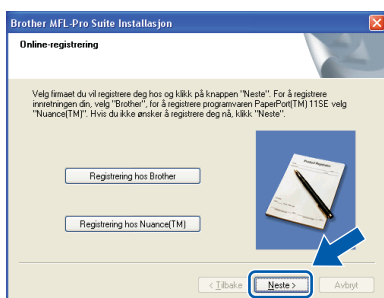 Brother MFL-Pro Suite Installasjon
Online-registrering
Velg firmaet du vil registrere deg hos og klikk på knappen "Neste". For å registrere
innretningen din, velg "Brother", for å registrere programvaren PaperPort(TM) 11SE velg
"Nuance(TM)". Hvis du ikke ønsker å registrere deg nå, klikk "Neste".
Registrering hos Brother
Registrering hos Nuance(TM)
< Tilbake Neste > Avbryt